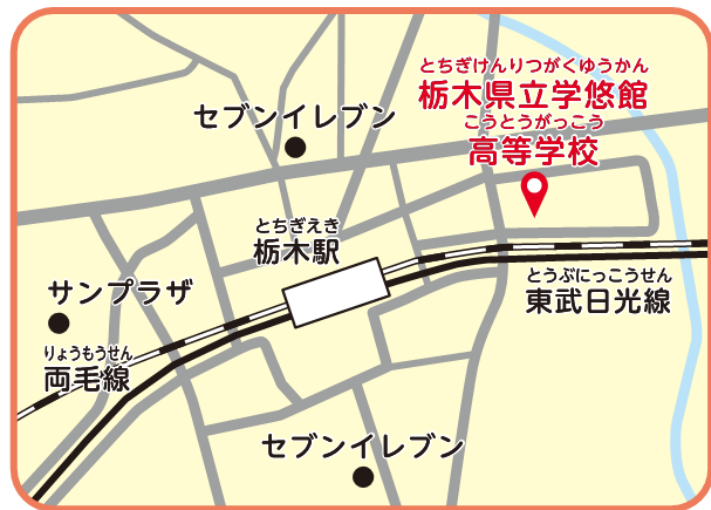 とちぎけんりつがくゆうかん
栃木県立学悠館
こうとうがっこう
高等学校
セブンイレブン
とちぎえき
栃木駅
サンプラザ
とうぶにっこうせん
東武日光線
りょうもうせん
両毛線
セブンイレブン